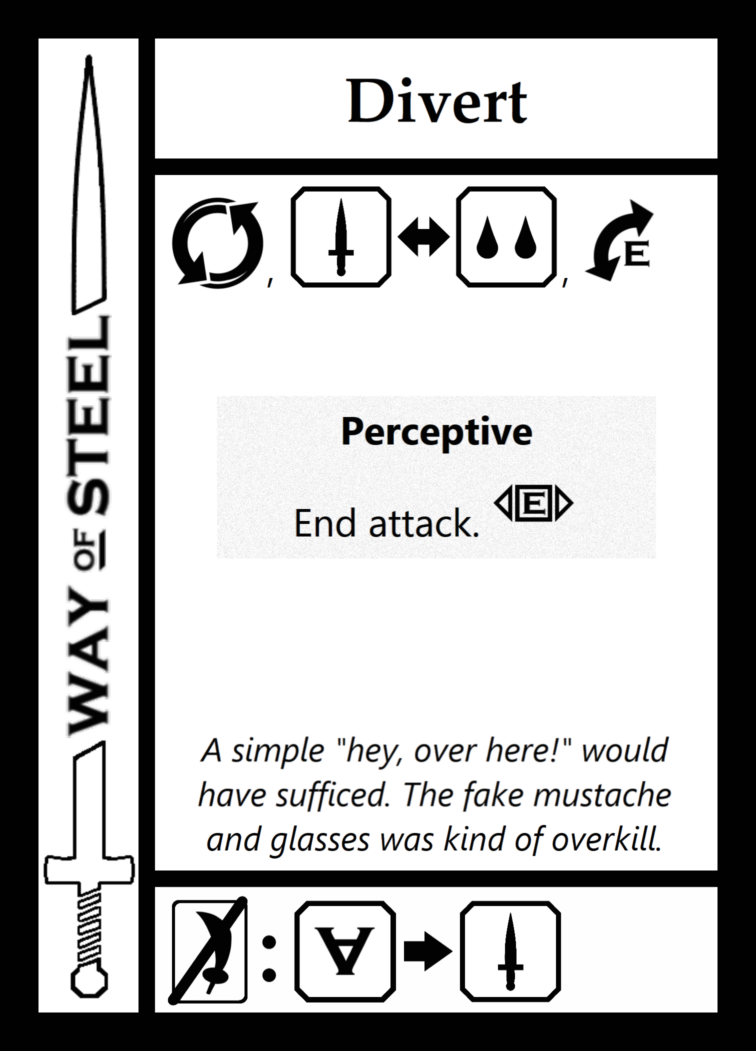 Divert
, , E
Perceptive
End attack. E
A simple "hey, over here!" would
have sufficed. The fake mustache
and glasses was kind of overkill.
: ∀
WAY OF STEEL